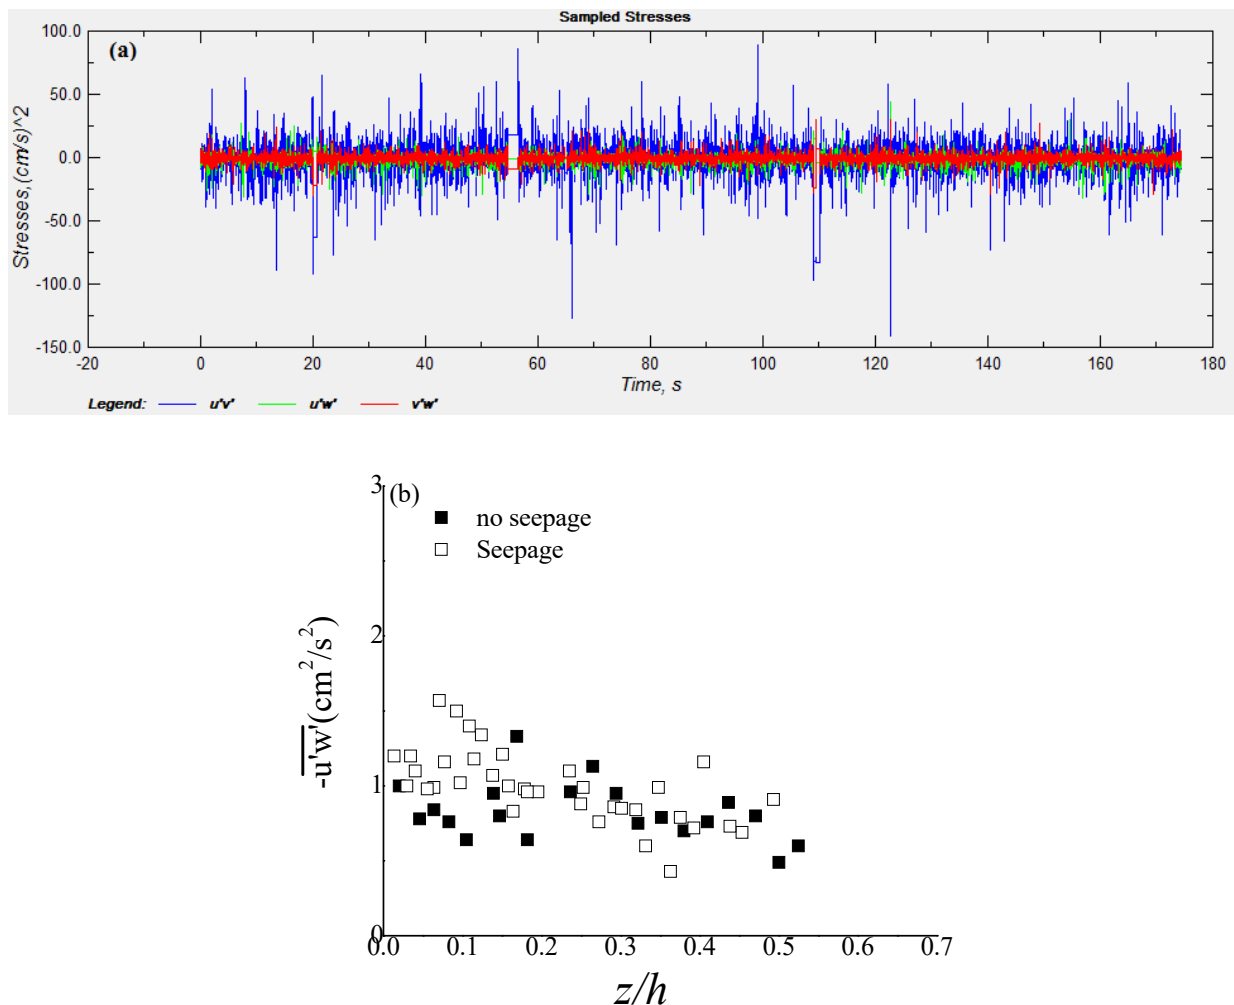 Sampled Stresses
(a)
Stresses,(cm/s)^2
100.0
50.0
0.0
-50.0
-100.0
-150.0
-20 0 20 40 60 80 100 120 140 160 180
Time, s
Legend: u'v' u'w' v'w'
(b)
no seepage
Seepage
-u'w'(cm²/s²)
3
2
1
0
0.0 0.1 0.2 0.3 0.4 0.5 0.6 0.7
z/h